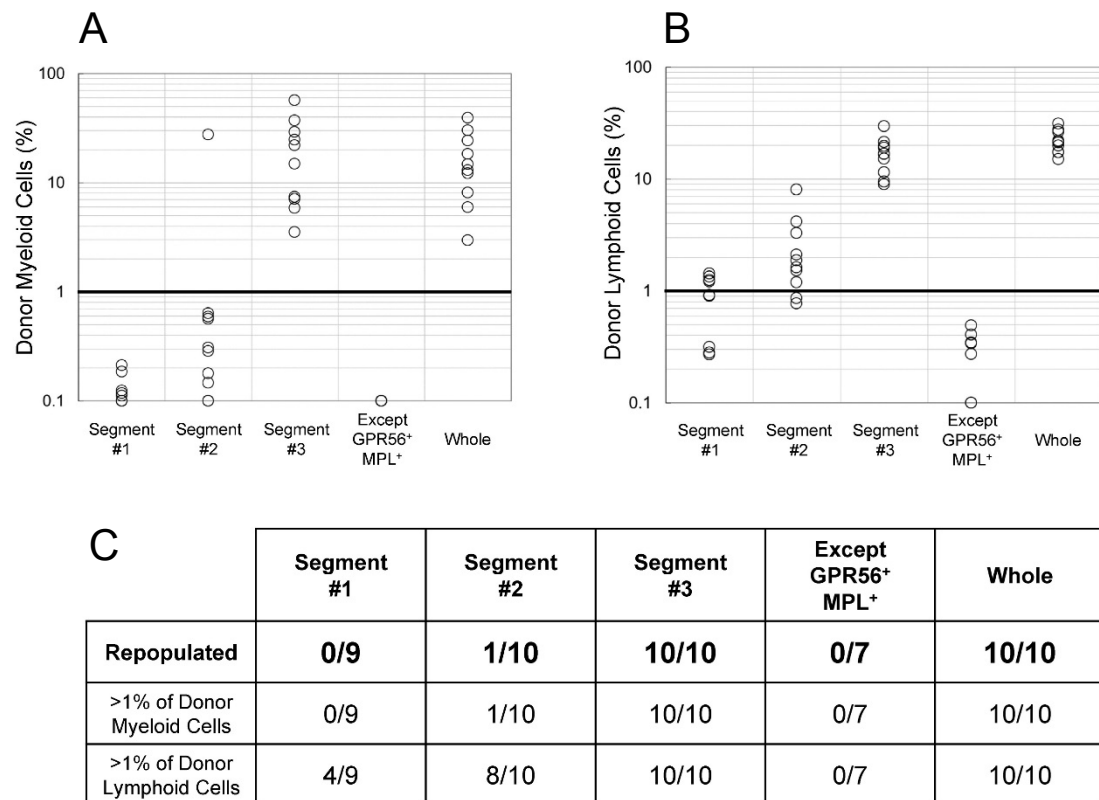 A
Donor Myeloid Cells (%)
100
10
1
0.1
Segment
#1
Segment
#2
Segment
#3
Except
GPR56⁺
MPL⁺
Whole
B
Donor Lymphoid Cells (%)
100
10
1
0.1
Segment
#1
Segment
#2
Segment
#3
Except
GPR56⁺
MPL⁺
Whole
C
Segment
#1
Segment
#2
Segment
#3
Except
GPR56⁺
MPL⁺
Whole
Repopulated
0/9
1/10
10/10
0/7
10/10
>1% of Donor
Myeloid Cells
0/9
1/10
10/10
0/7
10/10
>1% of Donor
Lymphoid Cells
4/9
8/10
10/10
0/7
10/10